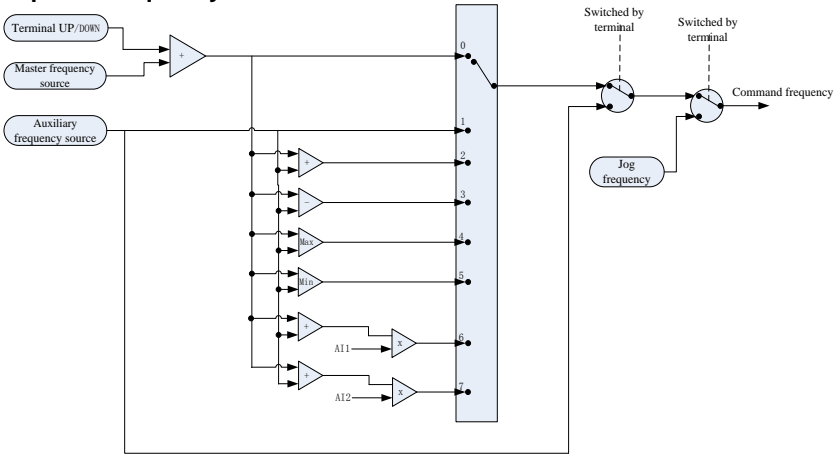 Terminal UP/DOWN
+
Master frequency
source
Auxiliary
frequency source
0
1
2
3
4
5
6
7
+
−
Max
Min
+
AI1
x
+
AI2
x
Switched by
terminal
Switched by
terminal
Command frequency
Jog
frequency